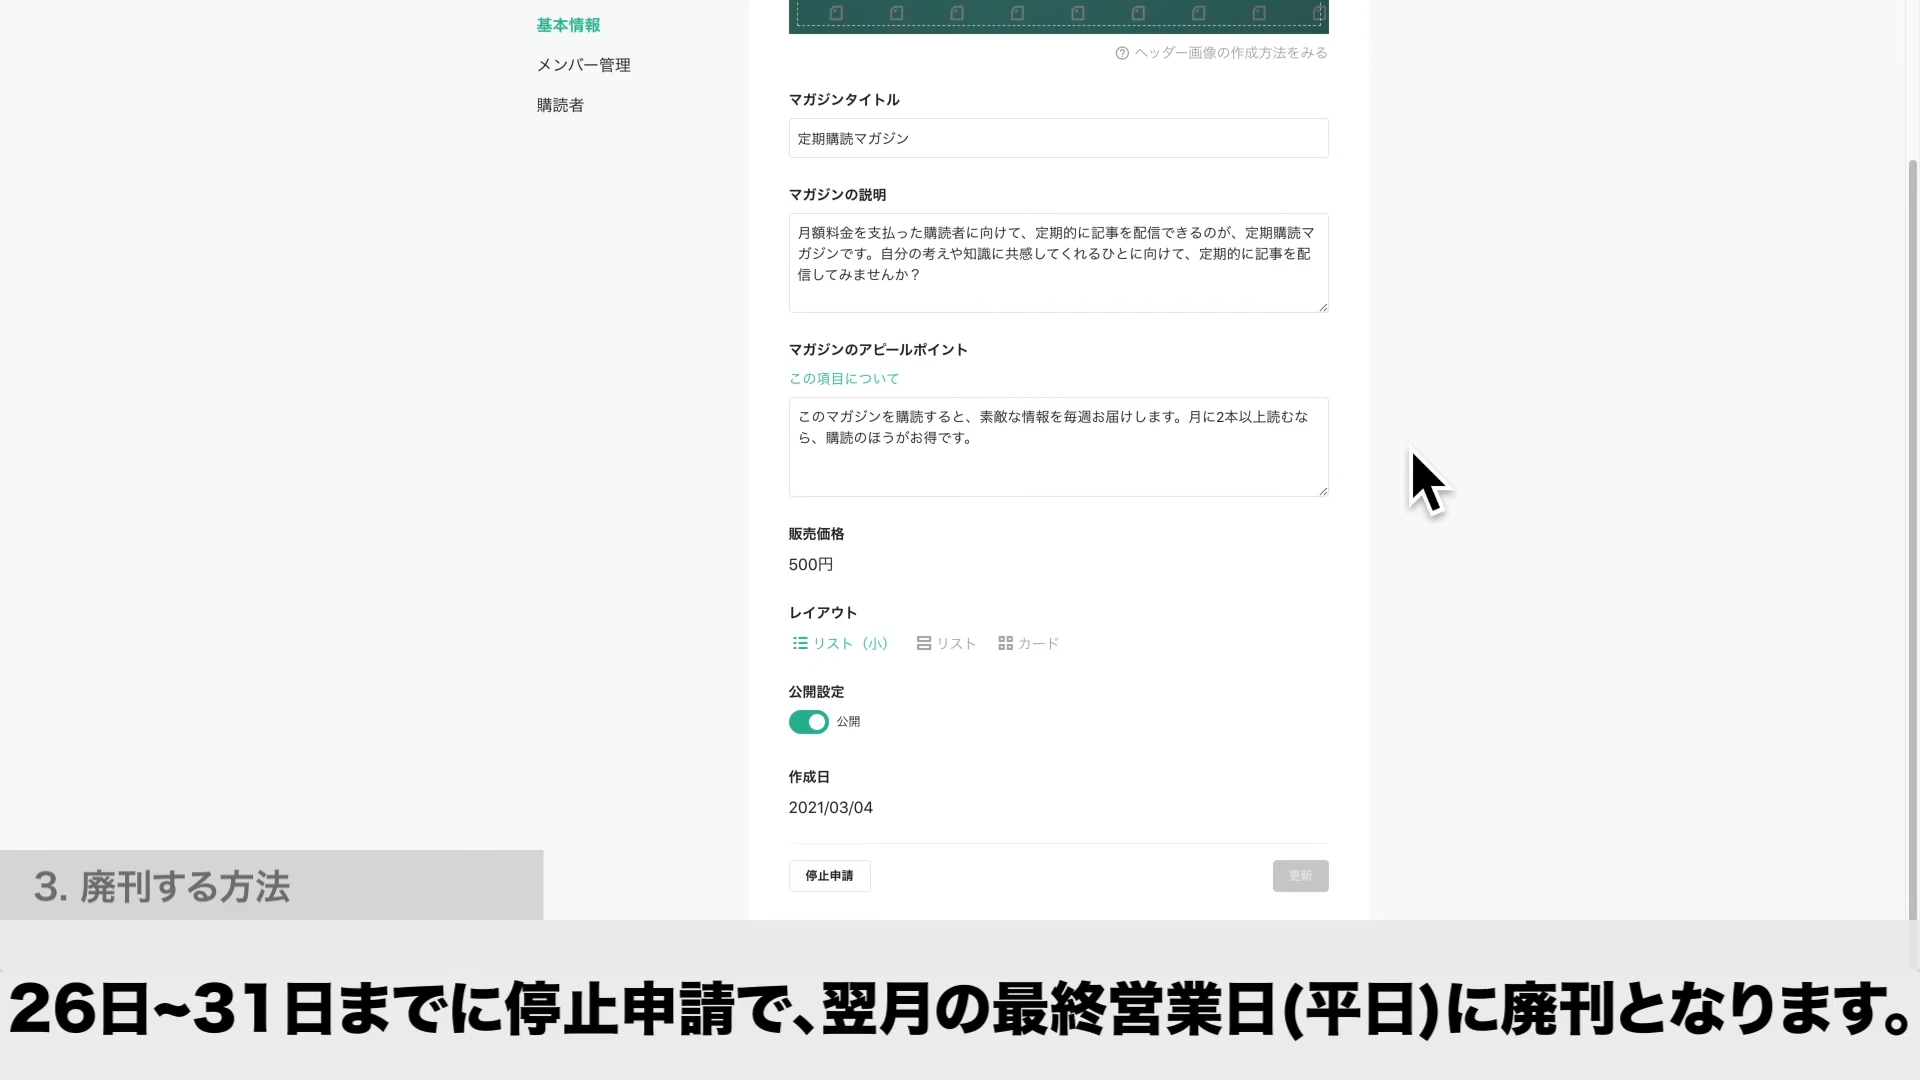 基本情報
メンバー管理
購読者
ヘッダー画像の作成方法をみる
マガジンタイトル
定期購読マガジン
マガジンの説明
月額料金を支払った購読者に向けて、定期的に記事を配信できるのが、定期購読マ
ガジンです。自分の考えや知識に共感してくれるひとに向けて、定期的に記事を配
信してみませんか？
マガジンのアピールポイント
この項目について
このマガジンを購読すると、素敵な情報を毎週お届けします。月に2本以上読むな
ら、購読のほうがお得です。
販売価格
500円
レイアウト
リスト（小） リスト カード
公開設定
公開
作成日
2021/03/04
停止申請 更新
3. 廃刊する方法
26日~31日までに停止申請で、翌月の最終営業日(平日)に廃刊となります。